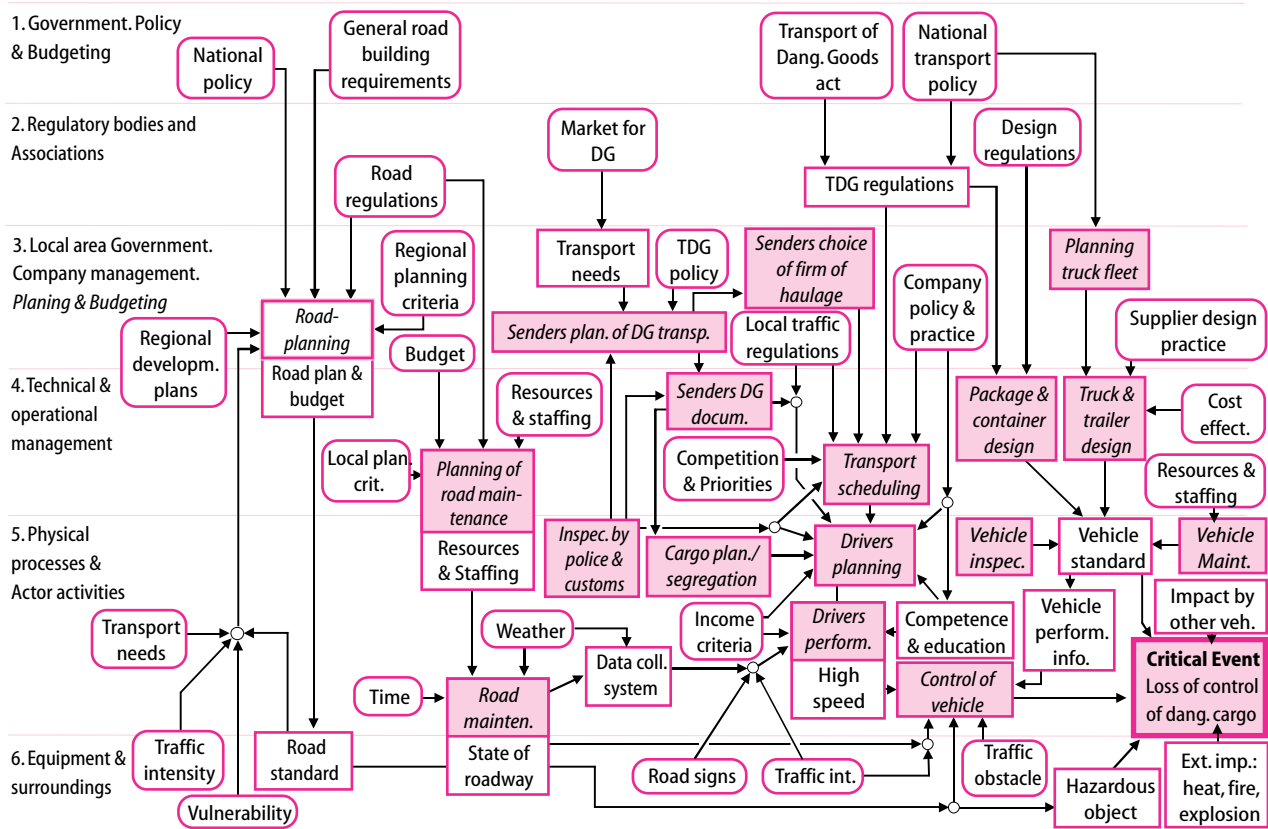 1. Government. Policy
& Budgeting
National
policy
General road
building
requirements
Transport of
Dang. Goods
act
National
transport
policy
2. Regulatory bodies and
Associations
Market for
DG
Design
regulations
Road
regulations
TDG regulations
3. Local area Government.
Company management.
Planing & Budgeting
Regional
planning
criteria
Transport
needs
TDG
policy
Senders choice
of firm of
haulage
Company
policy &
practice
Planning
truck fleet
Road-
planning
Senders plan. of DG transp.
Local traffic
regulations
Supplier design
practice
Regional
developm.
plans
Budget
4. Technical &
operational
management
Road plan &
budget
Resources
& staffing
Senders DG
docum.
Package &
container
design
Truck &
trailer
design
Cost
effect.
Local plan.
crit.
Planning of
road main-
tenance
Competition
& Priorities
Transport
scheduling
Resources &
staffing
5. Physical
processes &
Actor activities
Resources
& Staffing
Inspec. by
police &
customs
Cargo plan./
segregation
Drivers
planning
Vehicle
inspec.
Vehicle
standard
Vehicle
Maint.
Transport
needs
Weather
Income
criteria
Drivers
perform.
Competence
& education
Vehicle
perform.
info.
Impact by
other veh.
Data coll.
system
Critical Event
Loss of control
of dang. cargo
Time
Road
mainten.
High
speed
Control of
vehicle
6. Equipment &
surroundings
Traffic
intensity
Road
standard
State of
roadway
Road signs
Traffic int.
Traffic
obstacle
Hazardous
object
Ext. imp.:
heat, fire,
explosion
Vulnerability